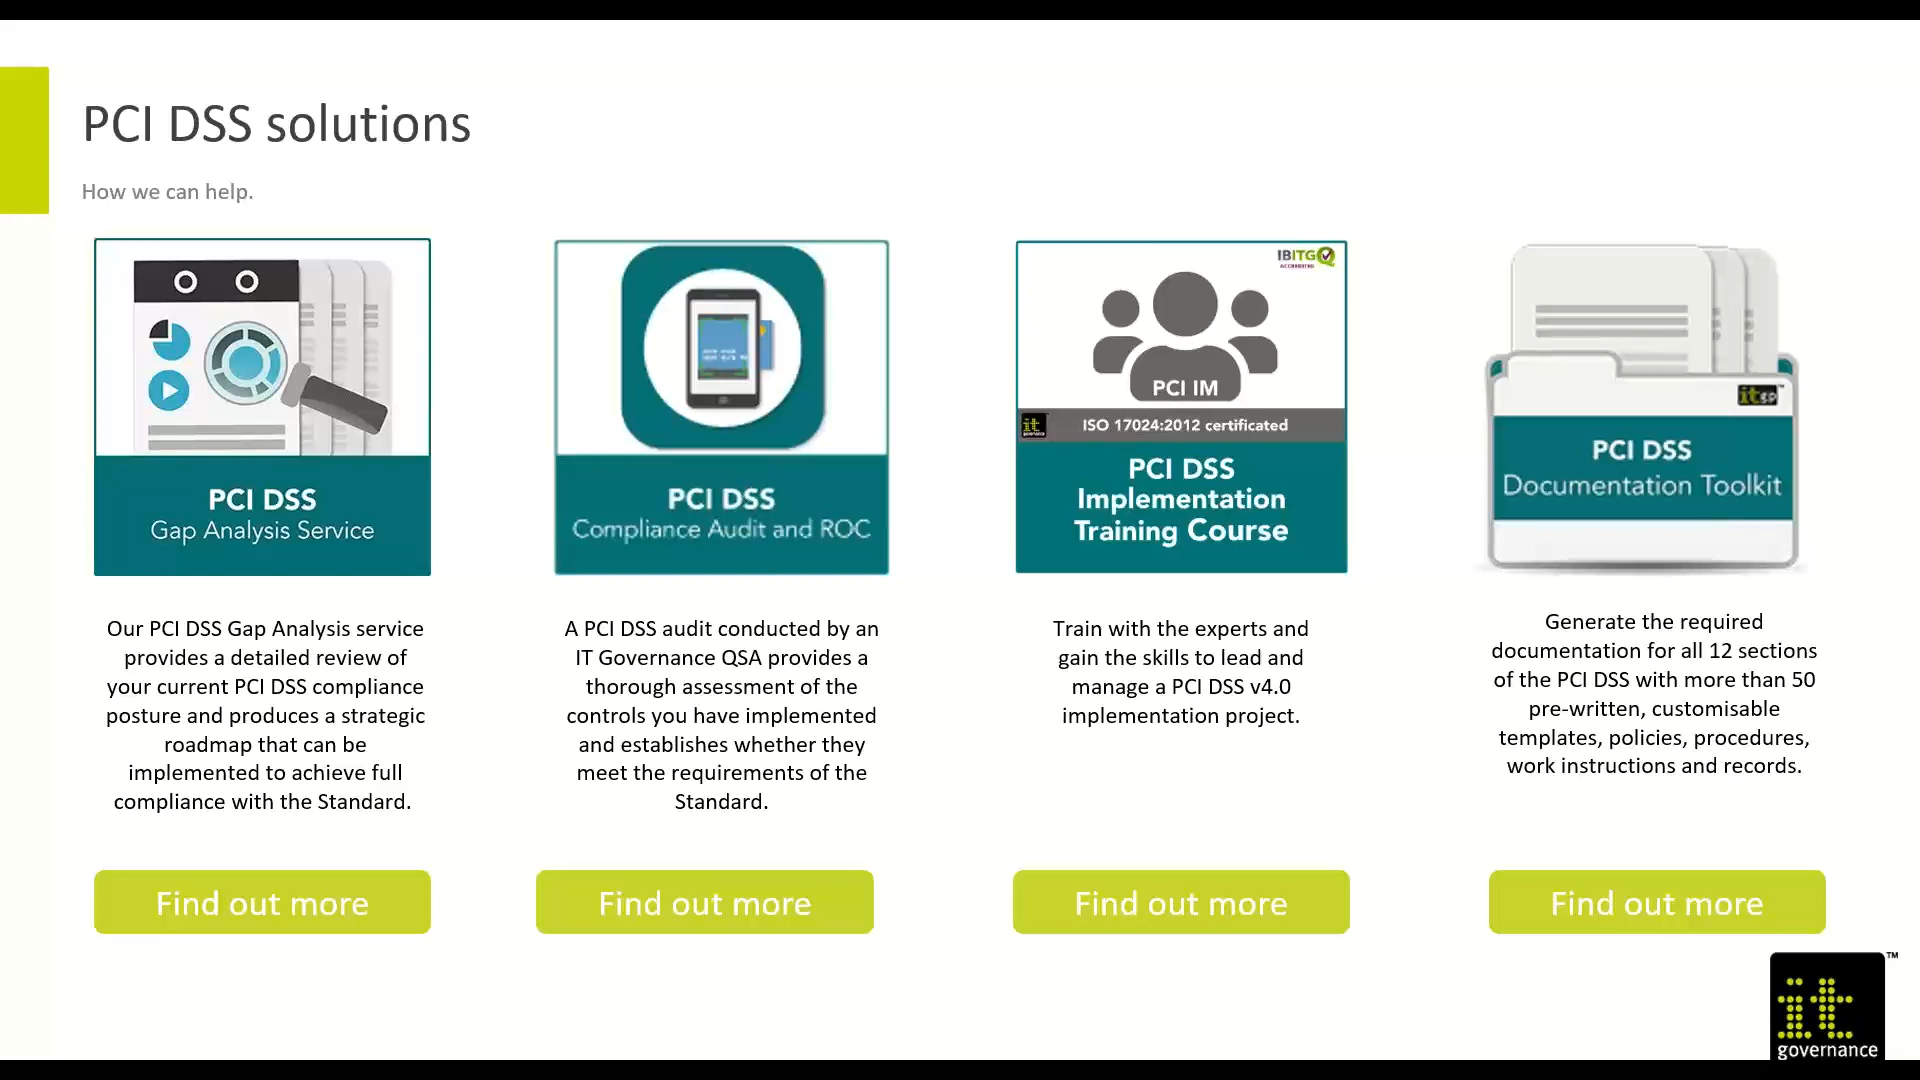 PCI DSS solutions
How we can help.
PCI DSS
Gap Analysis Service
Our PCI DSS Gap Analysis service
provides a detailed review of
your current PCI DSS compliance
posture and produces a strategic
roadmap that can be
implemented to achieve full
compliance with the Standard.
Find out more
PCI DSS
Compliance Audit and ROC
A PCI DSS audit conducted by an
IT Governance QSA provides a
thorough assessment of the
controls you have implemented
and establishes whether they
meet the requirements of the
Standard.
Find out more
IBITGQ
ACCREDITED
PCI IM
it
governance
ISO 17024:2012 certificated
PCI DSS
Implementation
Training Course
Train with the experts and
gain the skills to lead and
manage a PCI DSS v4.0
implementation project.
Find out more
itgp™
PCI DSS
Documentation Toolkit
Generate the required
documentation for all 12 sections
of the PCI DSS with more than 50
pre-written, customisable
templates, policies, procedures,
work instructions and records.
Find out more
it™
governance